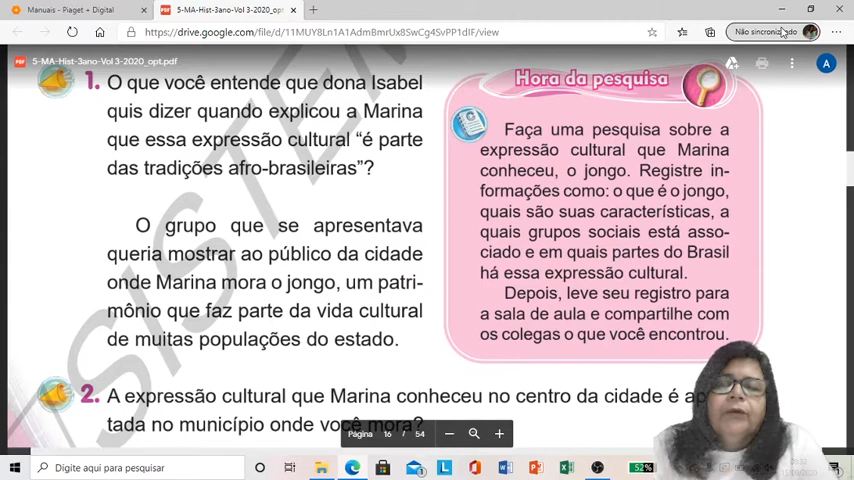 Manuais - Piaget + Digital
5-MA-Hist-3ano-Vol 3-2020_opt.p
https://drive.google.com/file/d/11MUY8Ln1A1AdmBmrUx8SwCg4SvPP1dIF/view
Não sincronizado
5-MA-Hist-3ano-Vol 3-2020_opt.pdf
A
1. O que você entende que dona Isabel
quis dizer quando explicou a Marina
que essa expressão cultural “é parte
das tradições afro-brasileiras”?
O grupo que se apresentava
queria mostrar ao público da cidade
onde Marina mora o jongo, um patri-
mônio que faz parte da vida cultural
de muitas populações do estado.
Hora da pesquisa
Faça uma pesquisa sobre a
expressão cultural que Marina
conheceu, o jongo. Registre in-
formações como: o que é o jongo,
quais são suas características, a
quais grupos sociais está asso-
ciado e em quais partes do Brasil
há essa expressão cultural.
Depois, leve seu registro para
a sala de aula e compartilhe com
os colegas o que você encontrou.
2. A expressão cultural que Marina conheceu no centro da cidade é
tada no município onde você mora?
Página 16 / 54
SISTEM
Digite aqui para pesquisar
52%